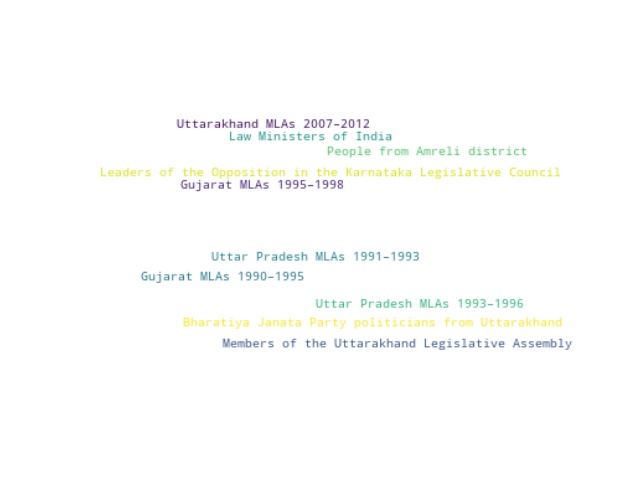 Uttarakhand MLAs 2007–2012
Law Ministers of India
People from Amreli district
Leaders of the Opposition in the Karnataka Legislative Council
Gujarat MLAs 1995–1998
Uttar Pradesh MLAs 1991–1993
Gujarat MLAs 1990–1995
Uttar Pradesh MLAs 1993–1996
Bharatiya Janata Party politicians from Uttarakhand
Members of the Uttarakhand Legislative Assembly